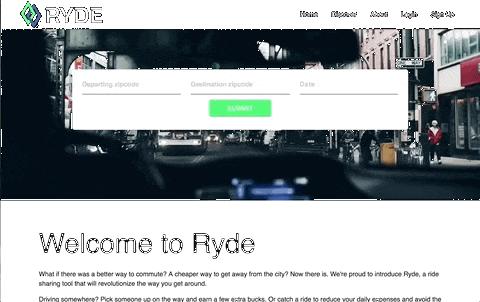 RYDE
Home Discover About Login Sign Up
Departing zipcode Destination zipcode Date
SUBMIT
Welcome to Ryde
What if there was a better way to commute? A cheaper way to get away from the city? Now there is. We're proud to introduce Ryde, a ride
sharing tool that will revolutionize the way you get around.
Driving somewhere? Pick someone up on the way and earn a few extra bucks. Or catch a ride to reduce your daily expenses and avoid the